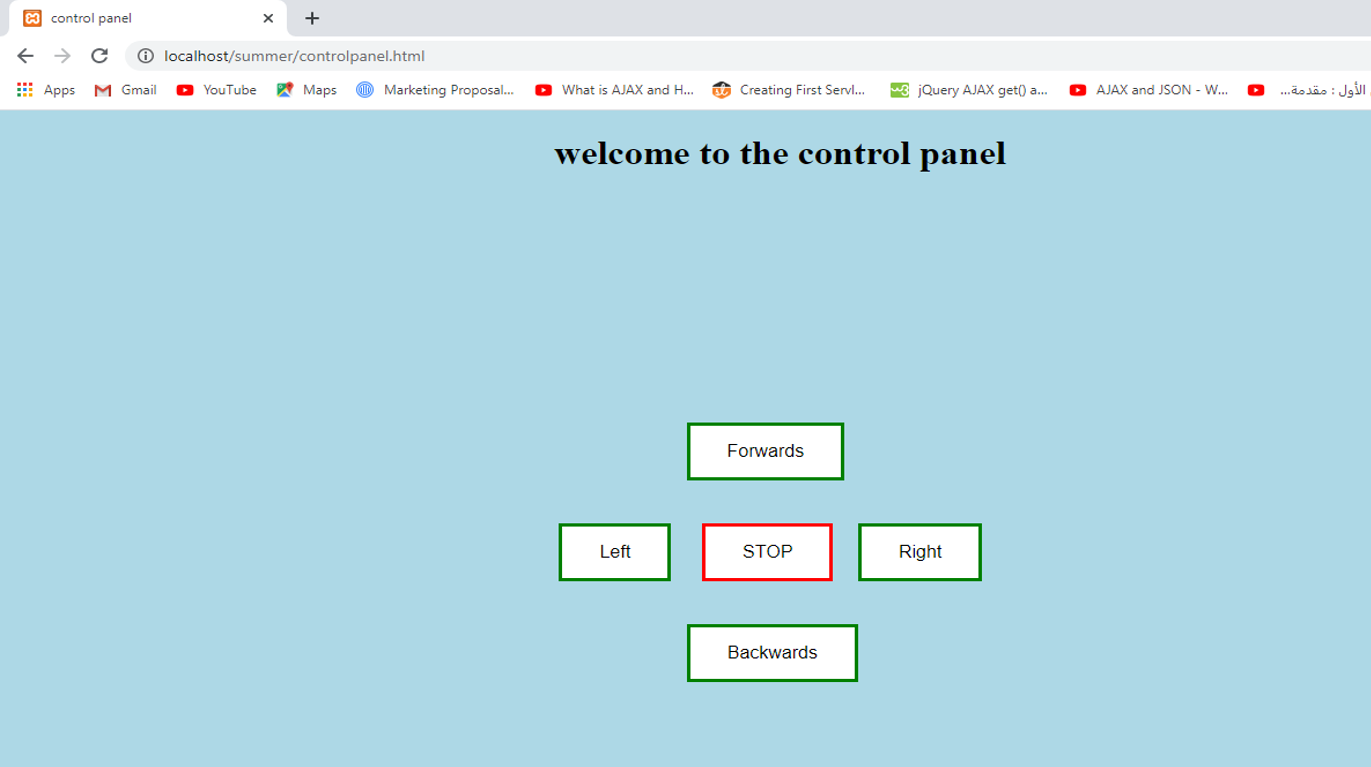 control panel
localhost/summer/controlpanel.html
Apps Gmail YouTube Maps Marketing Proposal... What is AJAX and H... Creating First Servl... jQuery AJAX get() a... AJAX and JSON - W... الأول : مقدمة...
welcome to the control panel
Forwards
Left STOP Right
Backwards